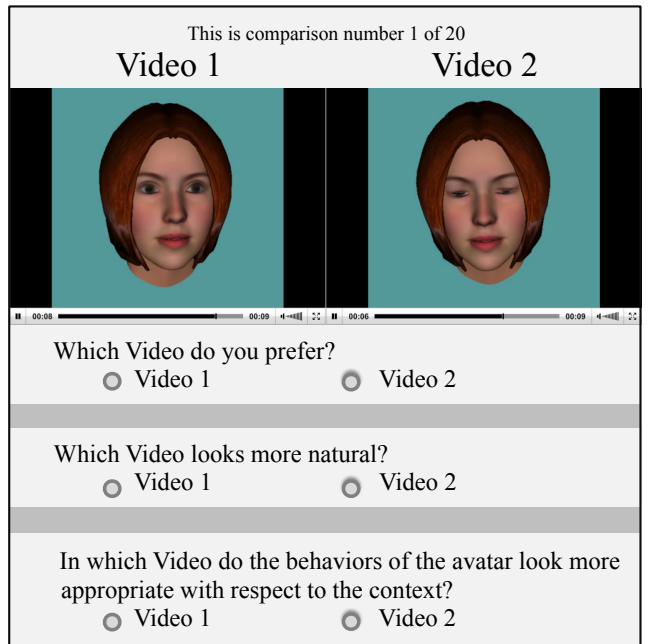 This is comparison number 1 of 20
Video 1 Video 2
00:08 00:09 00:06 00:09
Which Video do you prefer?
Video 1 Video 2
Which Video looks more natural?
Video 1 Video 2
In which Video do the behaviors of the avatar look more
appropriate with respect to the context?
Video 1 Video 2